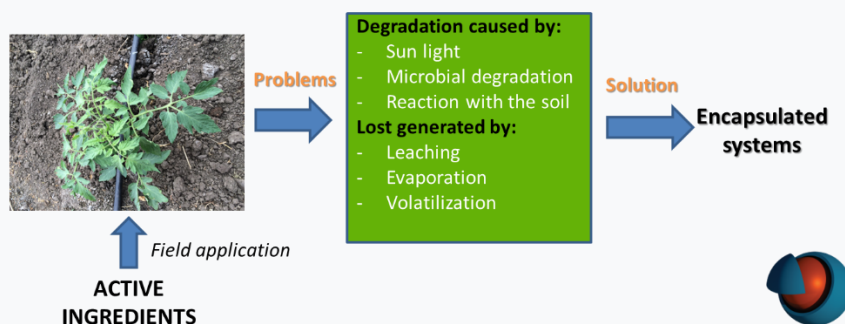 Degradation caused by:
- Sun light
- Microbial degradation
- Reaction with the soil
Lost generated by:
- Leaching
- Evaporation
- Volatilization
Problems
Solution
Encapsulated
systems
Field application
ACTIVE
INGREDIENTS